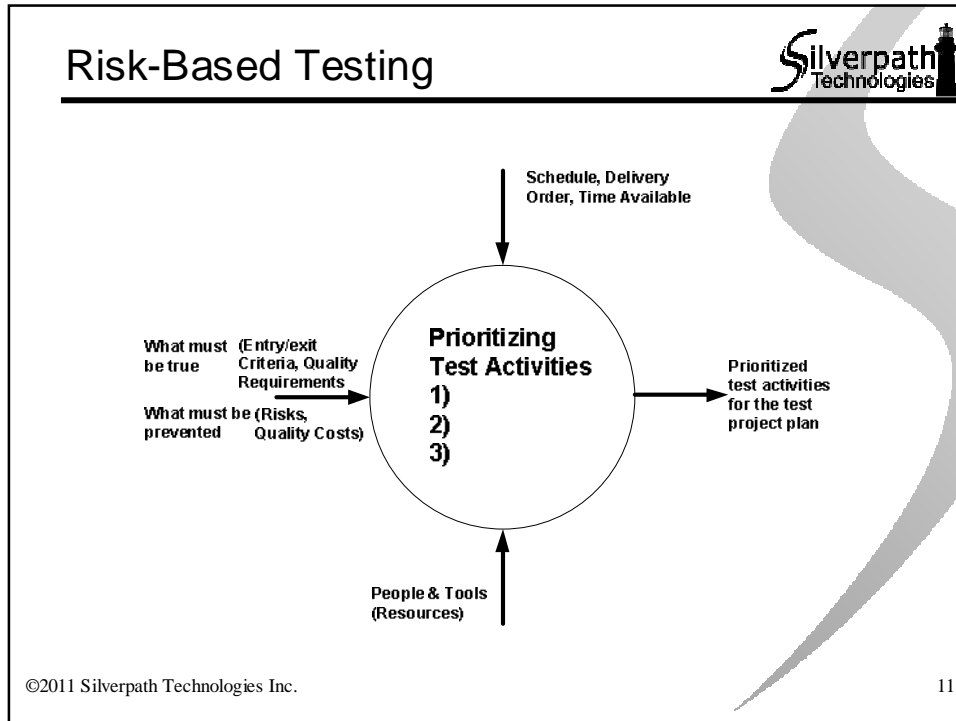 Risk-Based Testing
Silverpath
Technologies
Schedule, Delivery
Order, Time Available
What must (Entry/exit
be true Criteria, Quality
Requirements
What must be (Risks,
prevented Quality Costs)
Prioritizing
Test Activities
1)
2)
3)
Prioritized
test activities
for the test
project plan
People & Tools
(Resources)
©2011 Silverpath Technologies Inc.
11